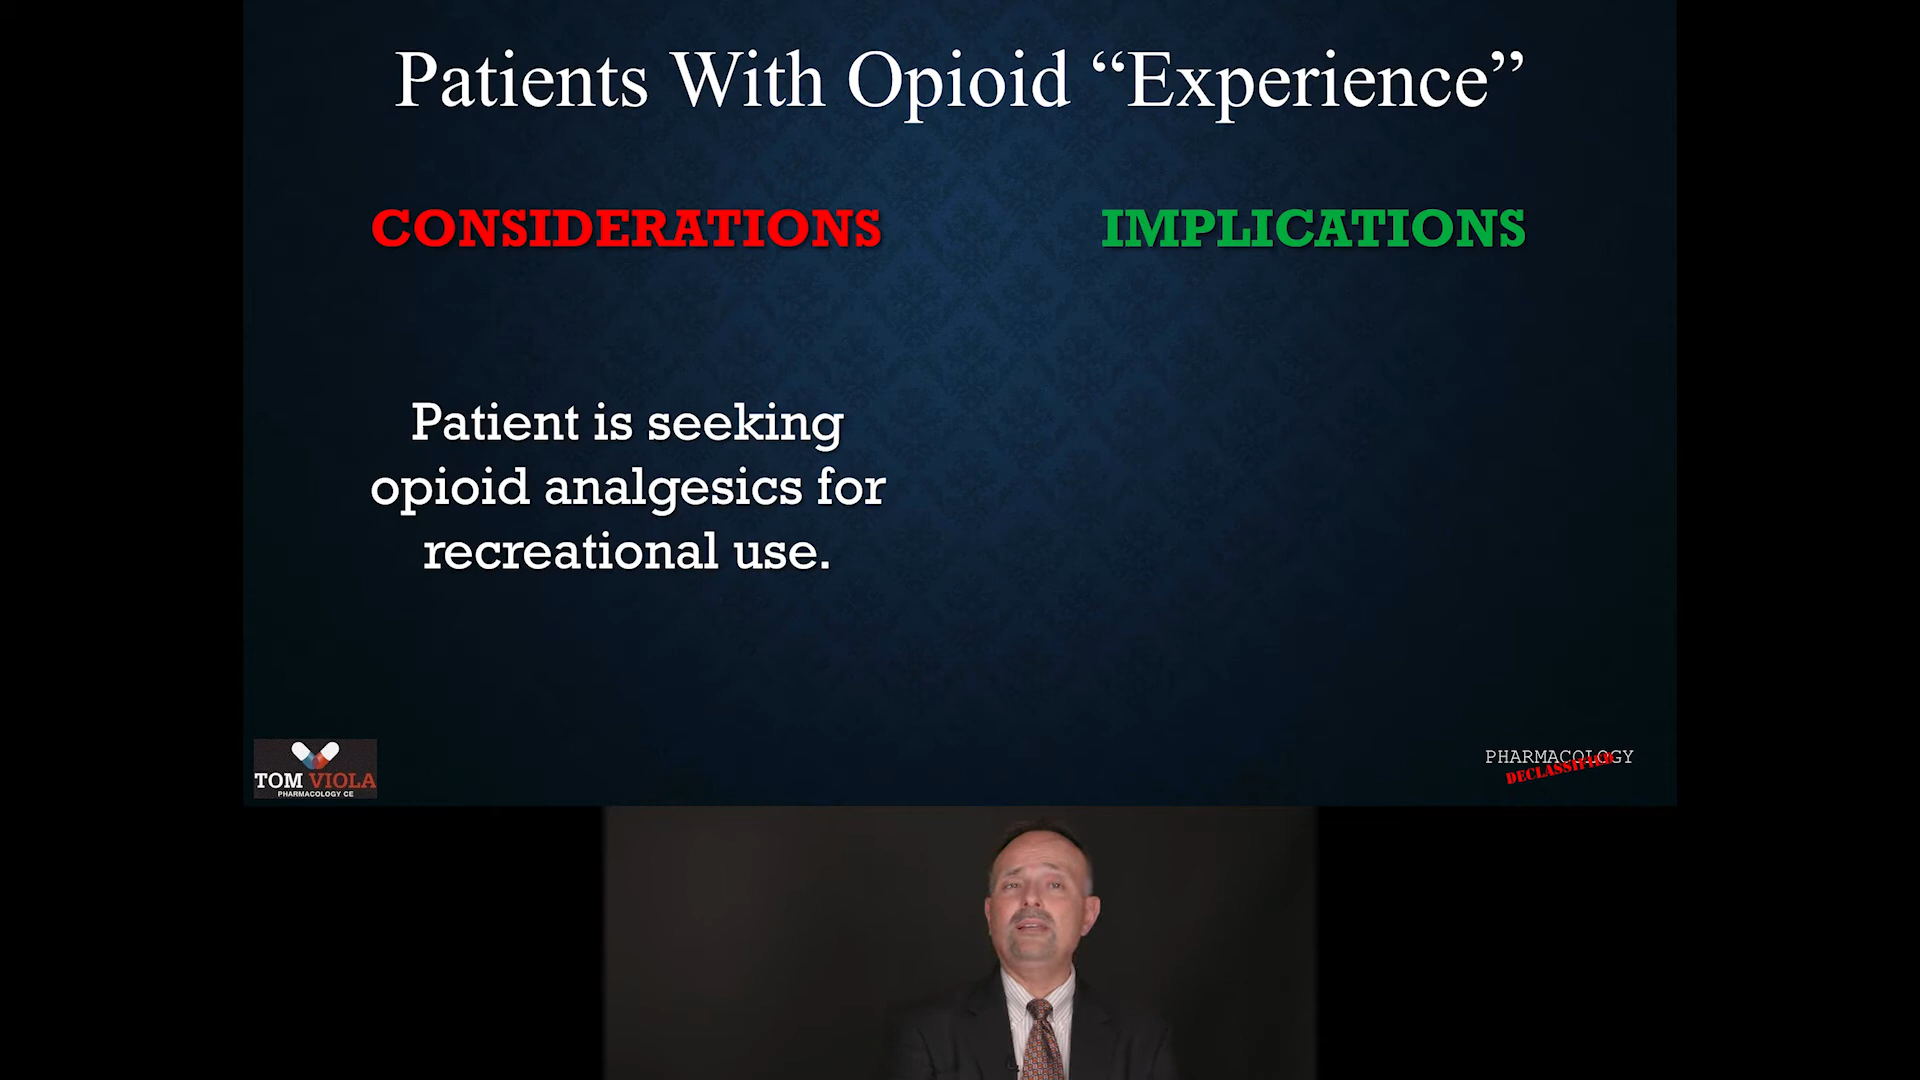 Patients With Opioid “Experience”
CONSIDERATIONS
IMPLICATIONS
Patient is seeking
opioid analgesics for
recreational use.
TOM VIOLA
PHARMACOLOGY CE
PHARMACOLOGY
DECLASSIFIED